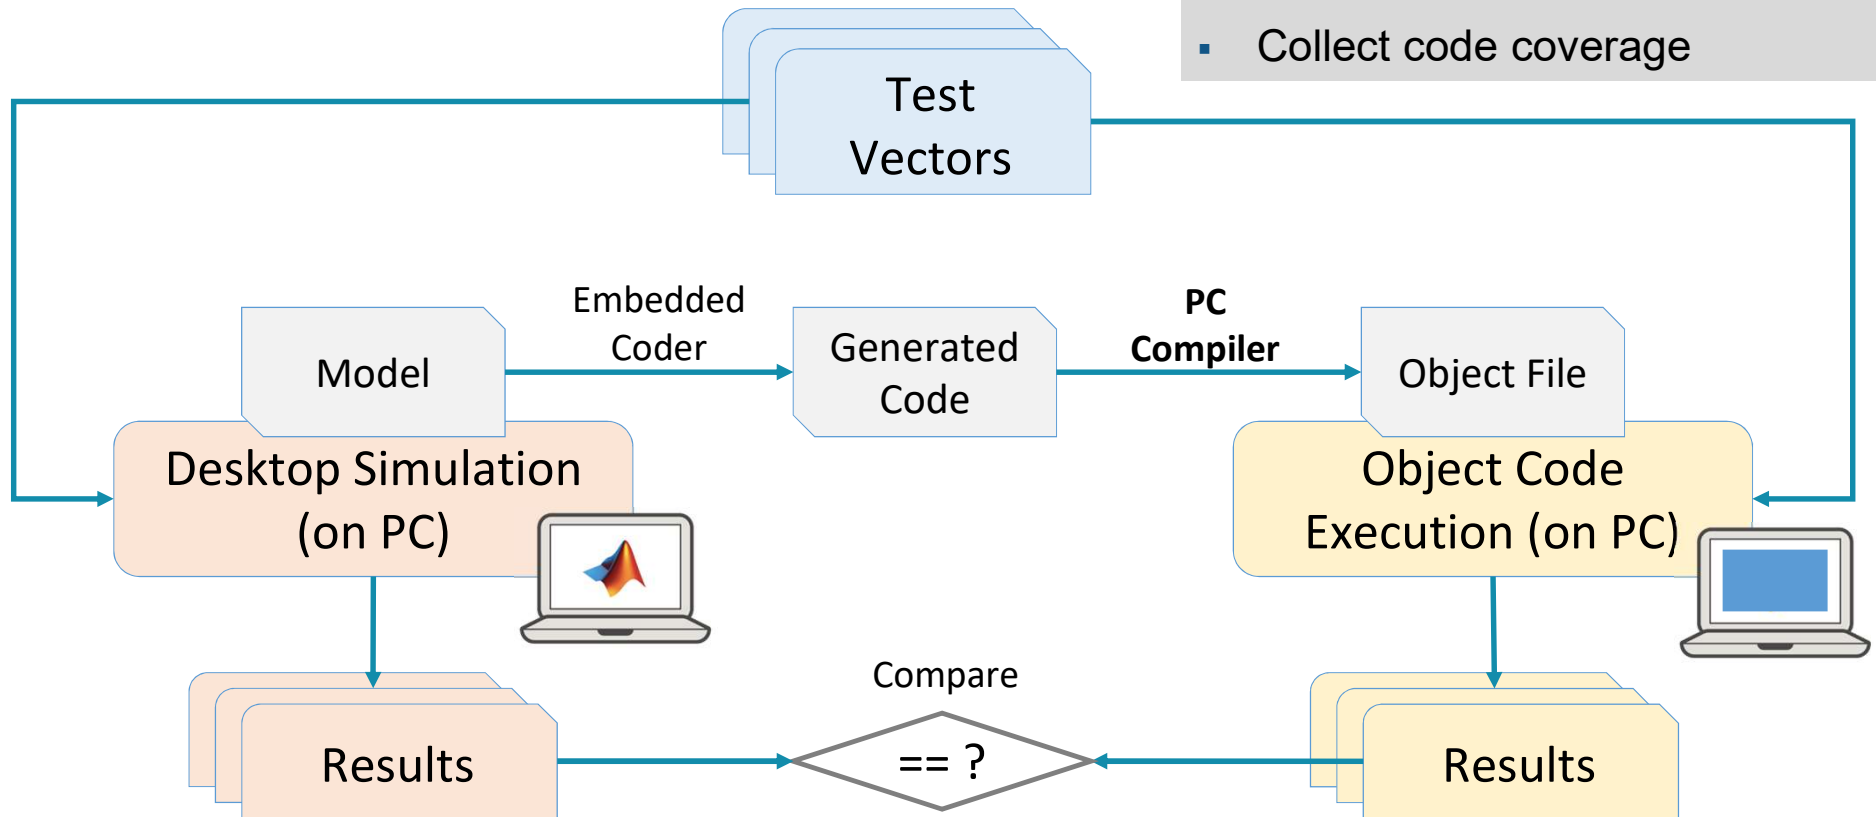 ▪ Collect code coverage
Test
Vectors
Embedded
Coder
PC
Compiler
Model
Generated
Code
Object File
Desktop Simulation
(on PC)
Object Code
Execution (on PC)
Compare
Results
== ?
Results